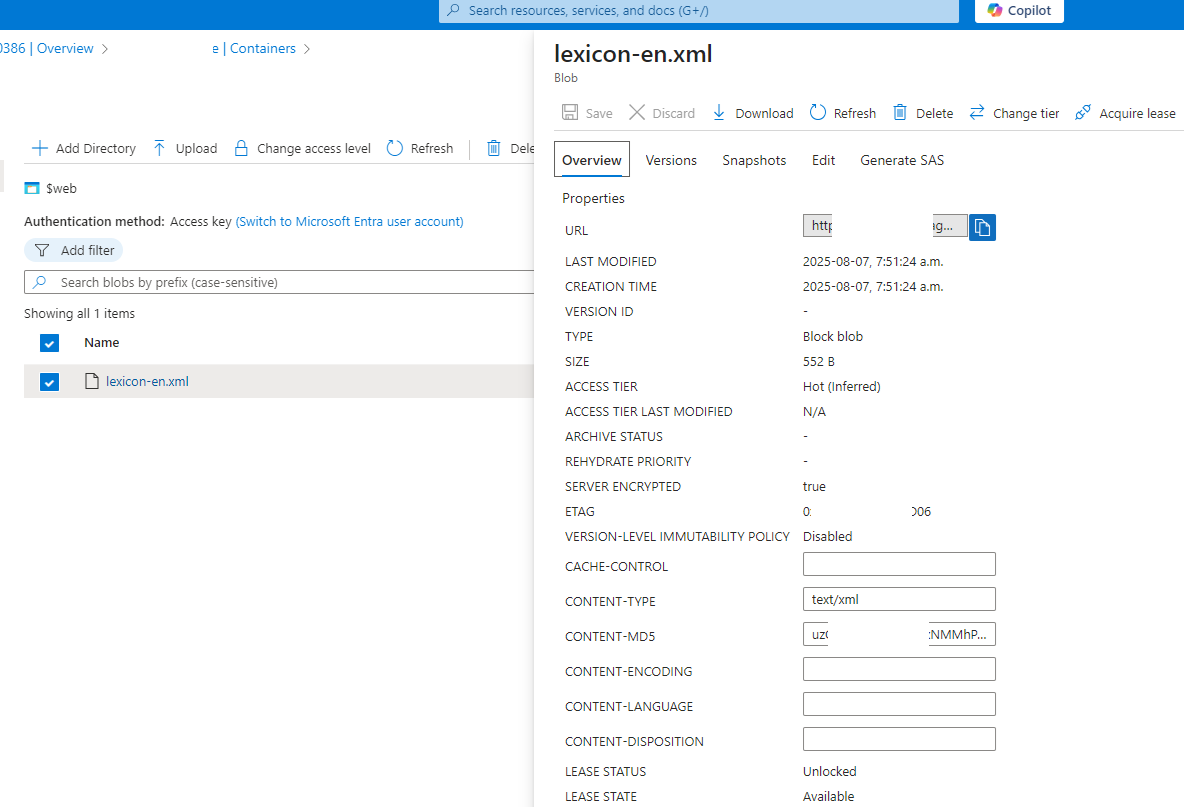 Search resources, services, and docs (G+/)
Copilot
0386 | Overview
e | Containers
Add Directory
Upload
Change access level
Refresh
Dele
$web
Authentication method: Access key (Switch to Microsoft Entra user account)
Add filter
Search blobs by prefix (case-sensitive)
Showing all 1 items
Name
lexicon-en.xml
lexicon-en.xml
Blob
Save
Discard
Download
Refresh
Delete
Change tier
Acquire lease
Overview
Versions
Snapshots
Edit
Generate SAS
Properties
URL
http
ag...
LAST MODIFIED
2025-08-07, 7:51:24 a.m.
CREATION TIME
2025-08-07, 7:51:24 a.m.
VERSION ID
-
TYPE
Block blob
SIZE
552 B
ACCESS TIER
Hot (Inferred)
ACCESS TIER LAST MODIFIED
N/A
ARCHIVE STATUS
-
REHYDRATE PRIORITY
-
SERVER ENCRYPTED
true
ETAG
006
VERSION-LEVEL IMMUTABILITY POLICY
Disabled
CACHE-CONTROL
CONTENT-TYPE
text/xml
CONTENT-MD5
NMMhP...
CONTENT-ENCODING
CONTENT-LANGUAGE
CONTENT-DISPOSITION
LEASE STATUS
Unlocked
LEASE STATE
Available